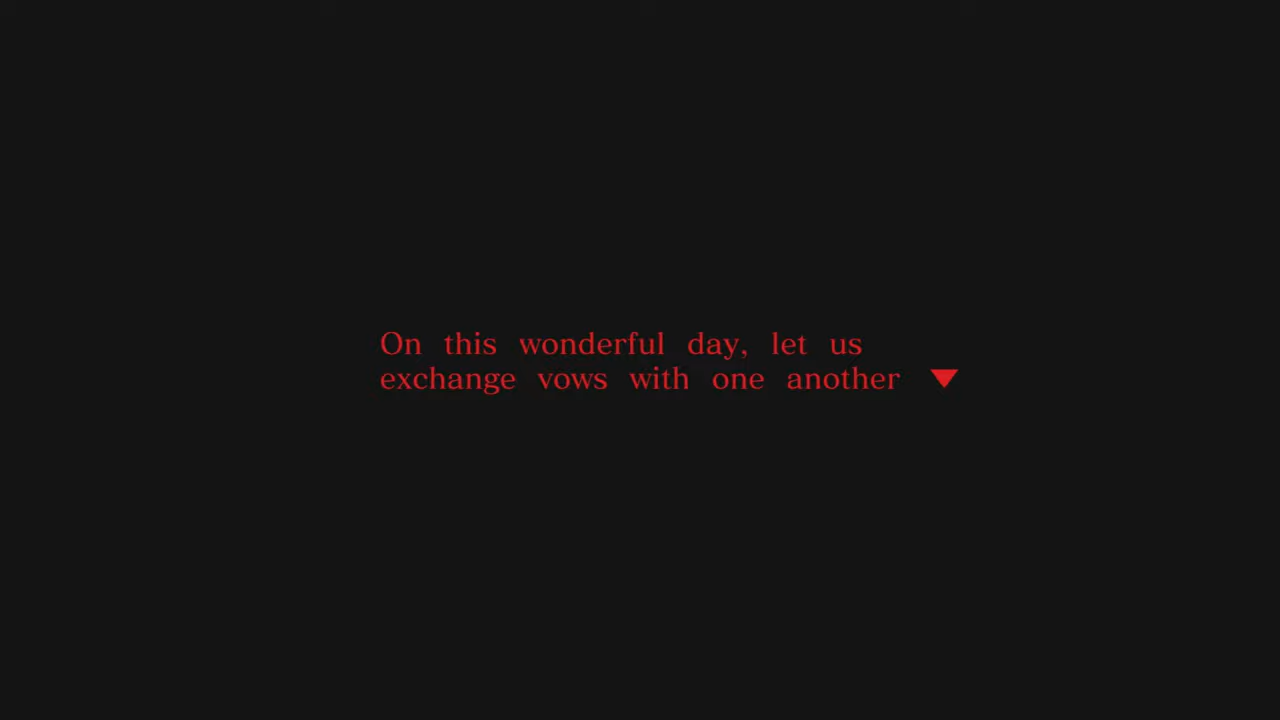 On this wonderful day, let us
exchange vows with one another ▼